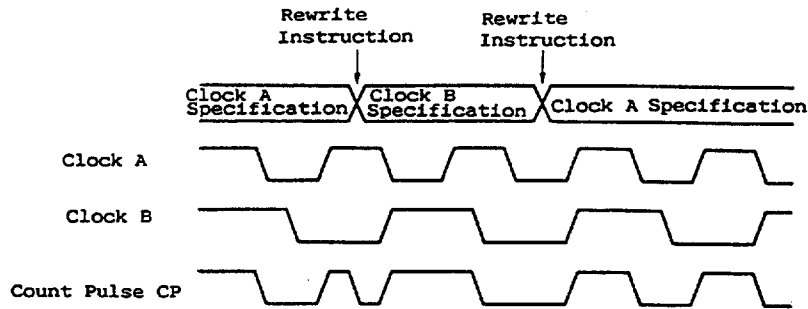 Rewrite
Instruction
Rewrite
Instruction
Clock A
Specification
Clock B
Specification
Clock A Specification
Clock A
Clock B
Count Pulse CP